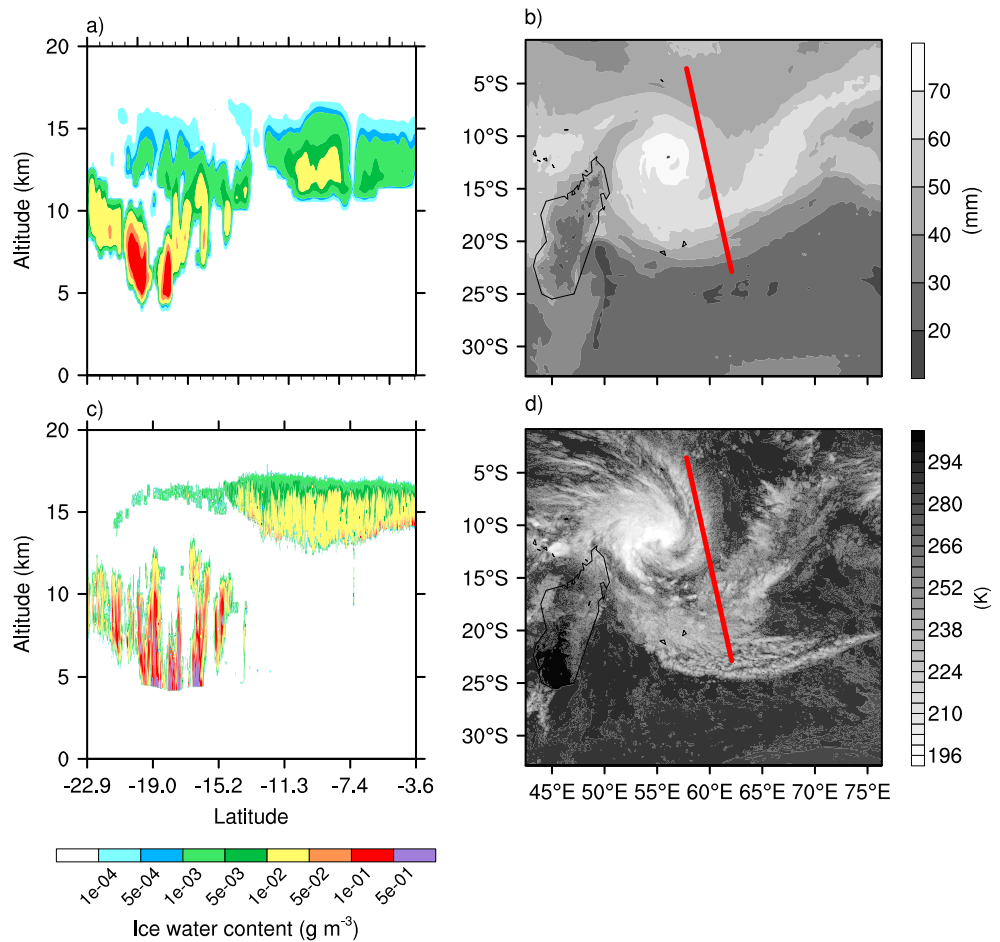 a)
20
15
10
5
0
Altitude (km)
b)
5°S
10°S
15°S
20°S
25°S
30°S
70
60
50
40
30
20
(mm)
c)
20
15
10
5
0
Altitude (km)
-22.9 -19.0 -15.2 -11.3 -7.4 -3.6
Latitude
d)
5°S
10°S
15°S
20°S
25°S
30°S
45°E 50°E 55°E 60°E 65°E 70°E 75°E
294
280
266
252
238
224
210
196
(K)
1e-04 5e-04 1e-03 5e-03 1e-02 5e-02 1e-01 5e-01
Ice water content (g m⁻³)